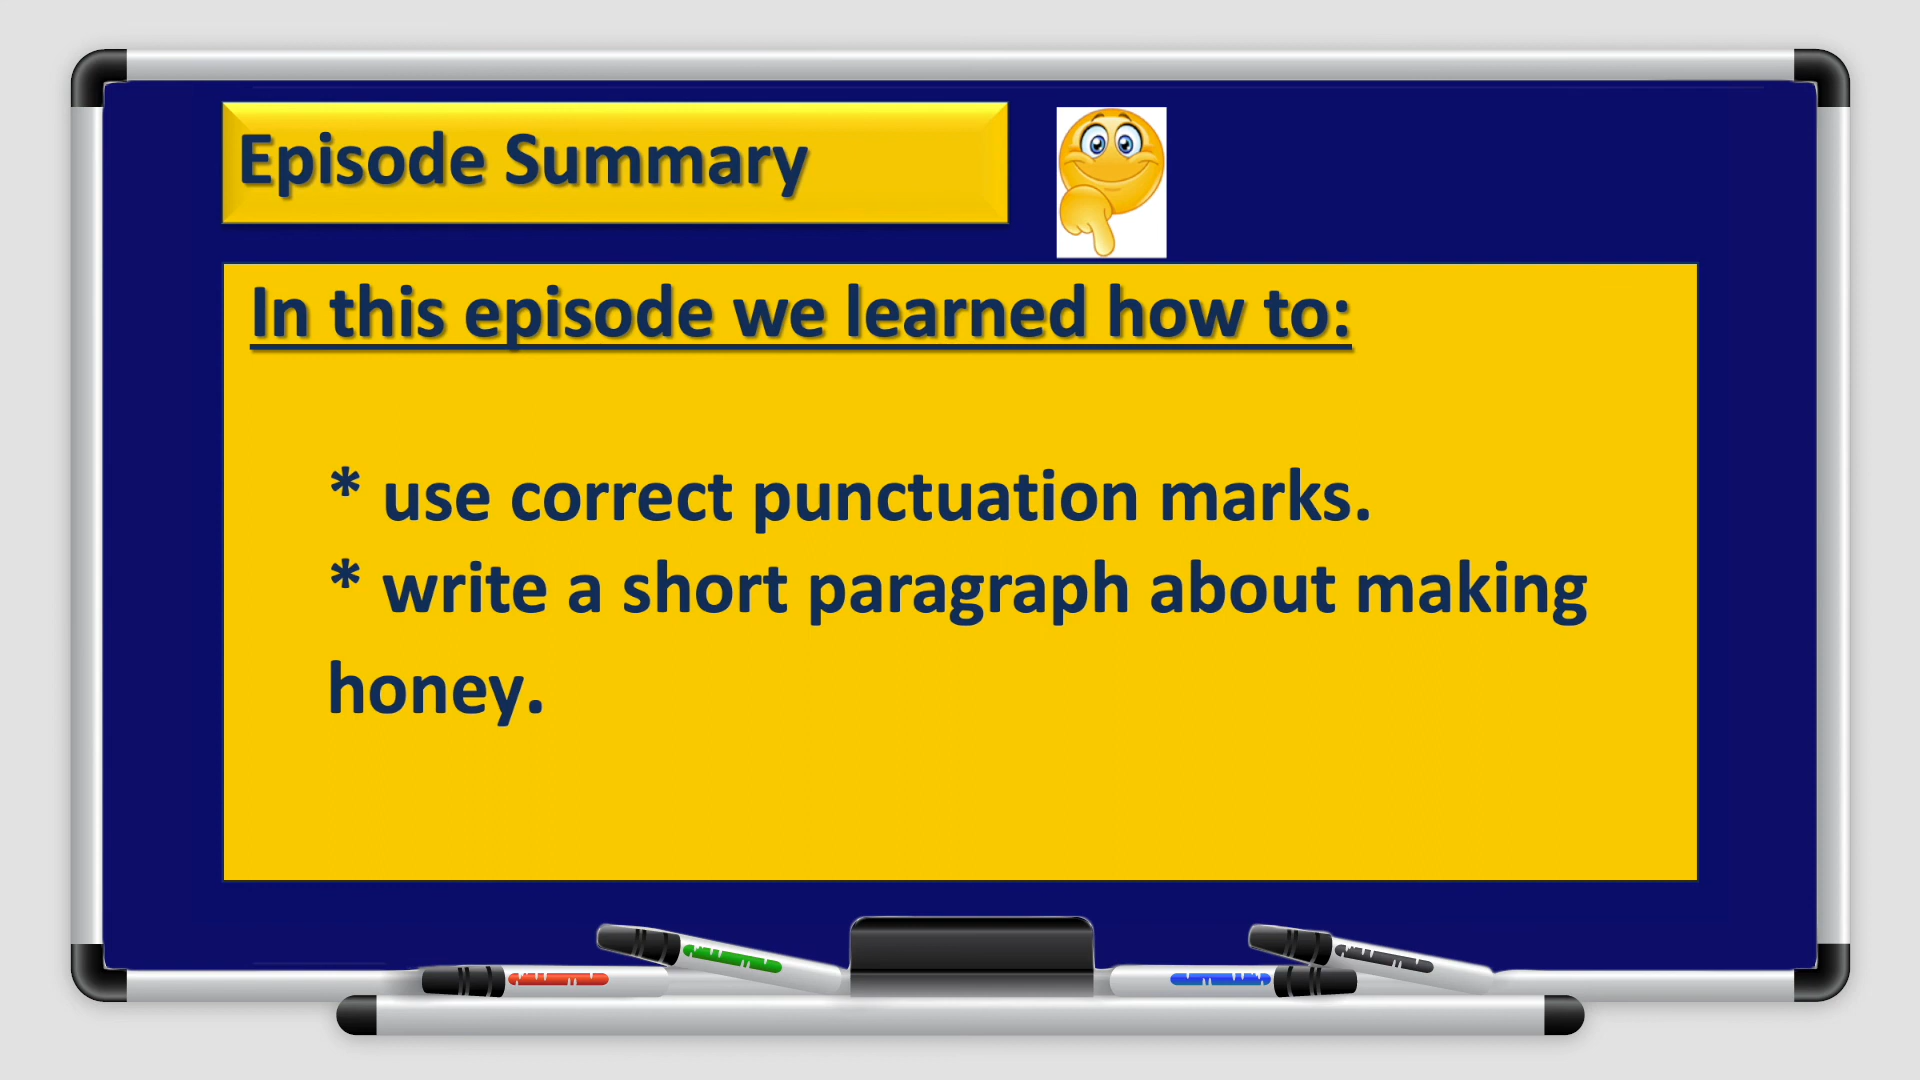 Episode Summary
In this episode we learned how to:
* use correct punctuation marks.
* write a short paragraph about making
honey.